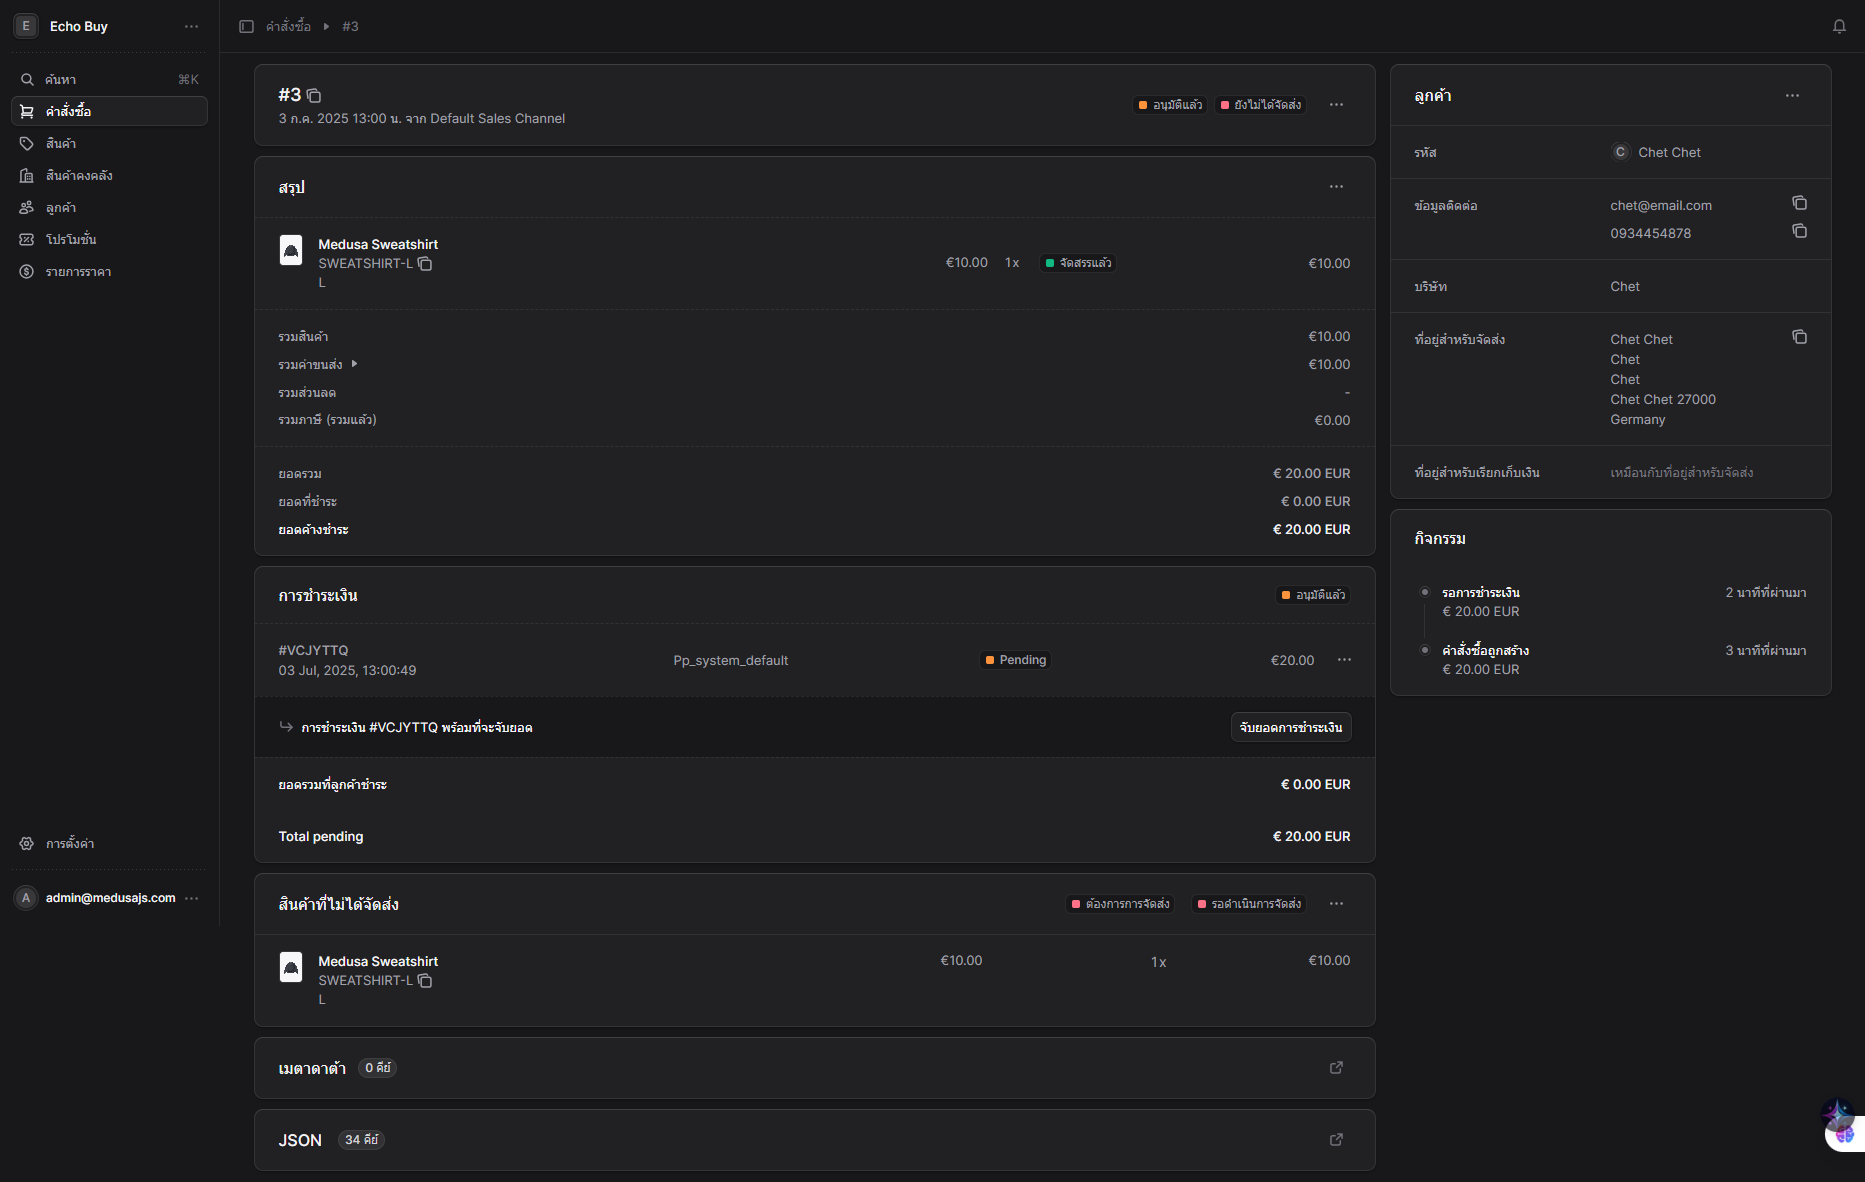 E Echo Buy
ค้นหา ⌘K
คำสั่งซื้อ
สินค้า
สินค้าคงคลัง
ลูกค้า
โปรโมชั่น
รายการราคา
การตั้งค่า
A admin@medusajs.com
คำสั่งซื้อ #3
#3
3 ก.ค. 2025 13:00 น. จาก Default Sales Channel
อนุมัติแล้ว ยังไม่ได้จัดส่ง
สรุป
Medusa Sweatshirt
SWEATSHIRT-L
L
€10.00 1x จัดสรรแล้ว €10.00
รวมสินค้า €10.00
รวมค่าขนส่ง €10.00
รวมส่วนลด -
รวมภาษี (รวมแล้ว) €0.00
ยอดรวม € 20.00 EUR
ยอดที่ชำระ € 0.00 EUR
ยอดค้างชำระ € 20.00 EUR
การชำระเงิน อนุมัติแล้ว
#VCJYTTQ
03 Jul, 2025, 13:00:49
Pp_system_default Pending €20.00
การชำระเงิน #VCJYTTQ พร้อมที่จะจับยอด จับยอดการชำระเงิน
ยอดรวมที่ลูกค้าชำระ € 0.00 EUR
Total pending € 20.00 EUR
สินค้าที่ไม่ได้จัดส่ง ต้องการการจัดส่ง รอดำเนินการจัดส่ง
Medusa Sweatshirt
SWEATSHIRT-L
L
€10.00 1x €10.00
เมตาดาต้า 0 คีย์
JSON 34 คีย์
ลูกค้า
รหัส C Chet Chet
ข้อมูลติดต่อ chet@email.com
0934454878
บริษัท Chet
ที่อยู่สำหรับจัดส่ง Chet Chet
Chet
Chet
Chet Chet 27000
Germany
ที่อยู่สำหรับเรียกเก็บเงิน เหมือนกับที่อยู่สำหรับจัดส่ง
กิจกรรม
รอการชำระเงิน 2 นาทีที่ผ่านมา
€ 20.00 EUR
คำสั่งซื้อถูกสร้าง 3 นาทีที่ผ่านมา
€ 20.00 EUR